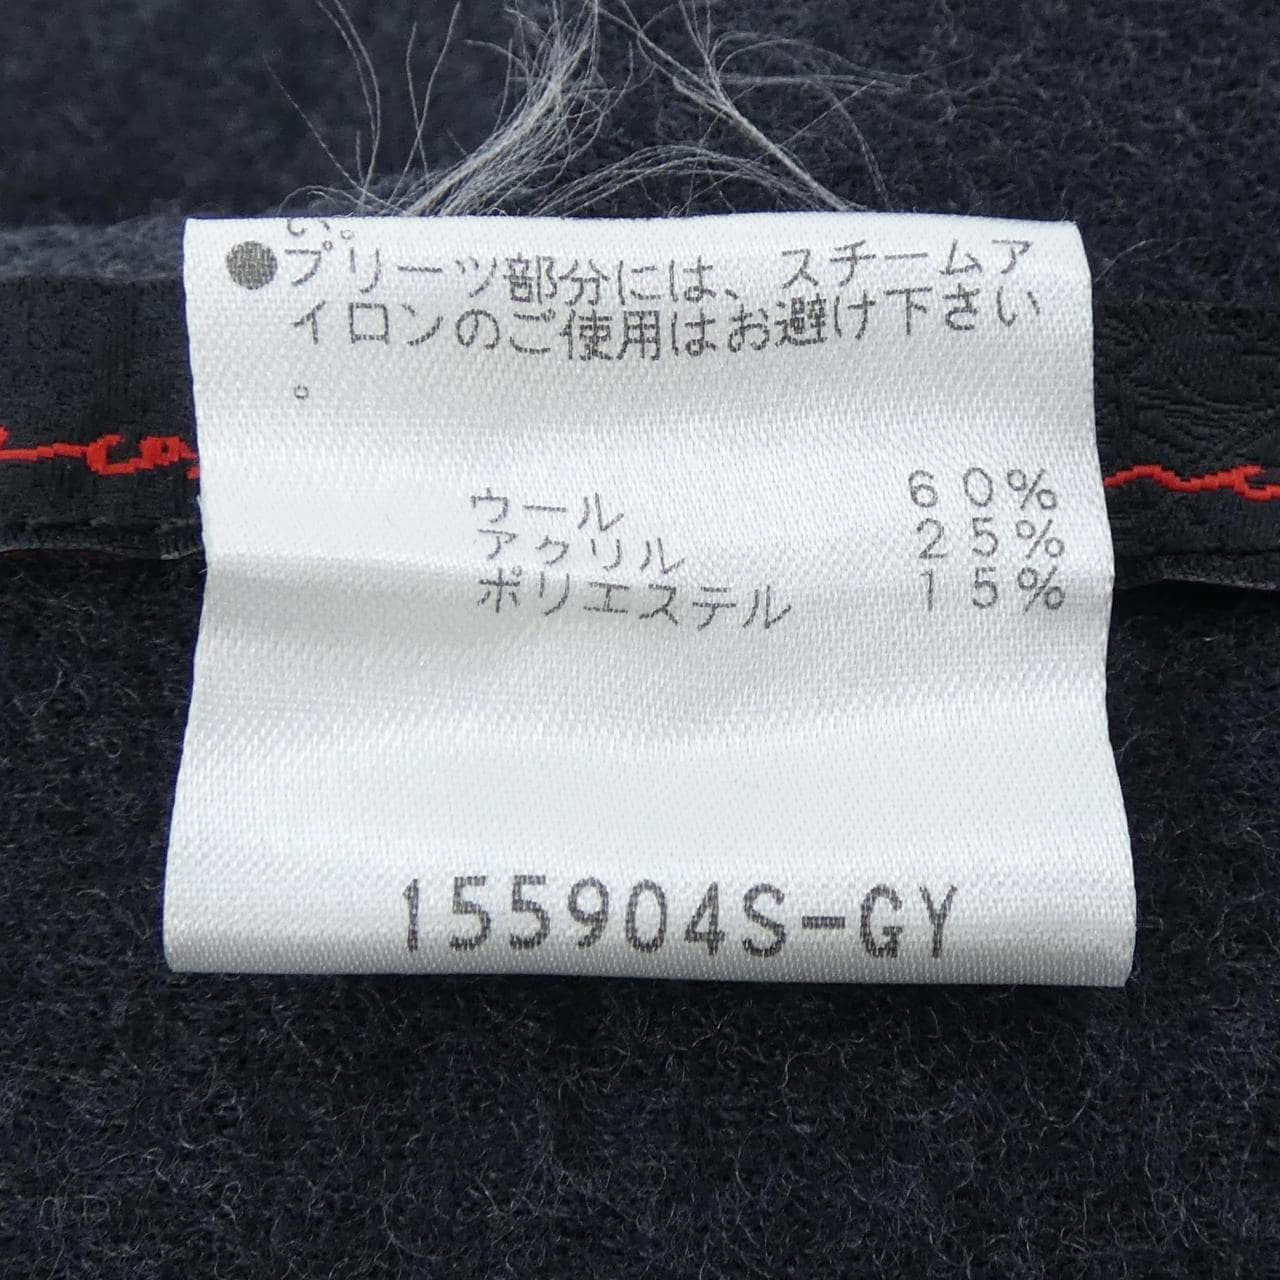 い。
●プリーツ部分には、スチームア
イロンのご使用はお避け下さい
。
ウール 60%
アクリル 25%
ポリエステル 15%
155904S-GY